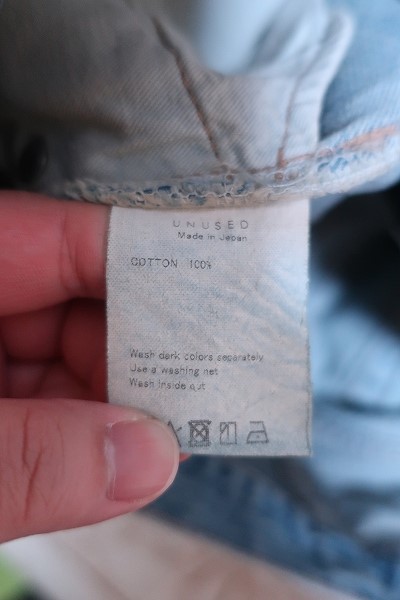 UNUSED
Made in Japan
COTTON 100%
Wash dark colors separately
Use a washing net
Wash inside out